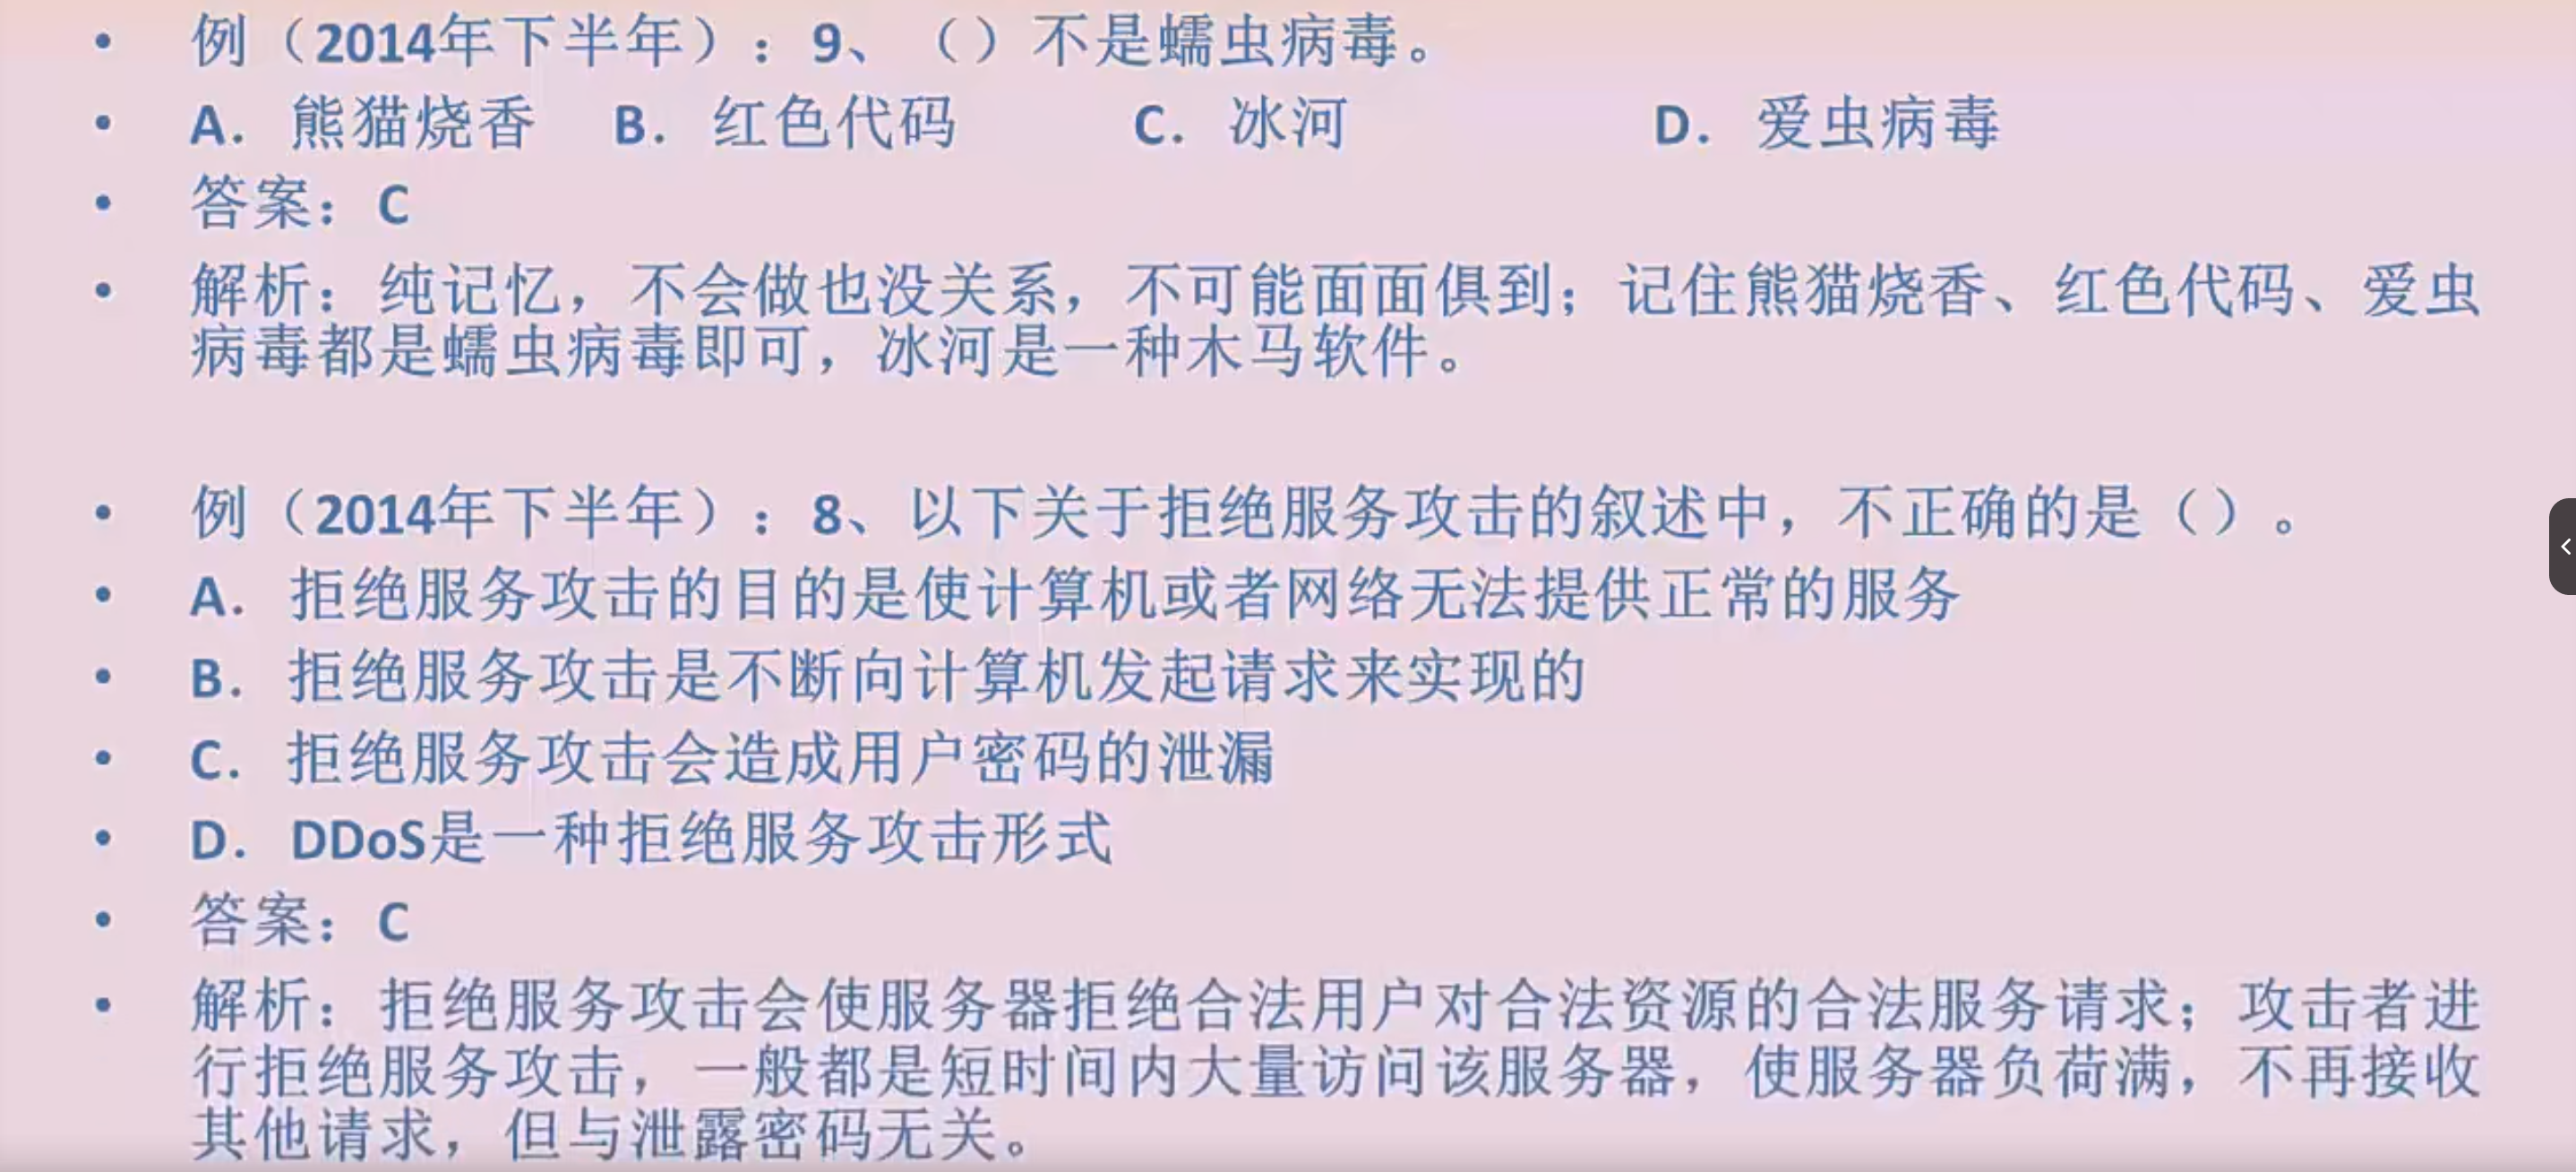 • 例（2014年下半年）：9、（）不是蠕虫病毒。
• A. 熊猫烧香 B. 红色代码 C. 冰河 D. 爱虫病毒
• 答案：C
• 解析：纯记忆，不会做也没关系，不可能面面俱到；记住熊猫烧香、红色代码、爱虫
病毒都是蠕虫病毒即可，冰河是一种木马软件。
• 例（2014年下半年）：8、以下关于拒绝服务攻击的叙述中，不正确的是（）。
• A. 拒绝服务攻击的目的是使计算机或者网络无法提供正常的服务
• B. 拒绝服务攻击是不断向计算机发起请求来实现的
• C. 拒绝服务攻击会造成用户密码的泄漏
• D. DDoS是一种拒绝服务攻击形式
• 答案：C
• 解析：拒绝服务攻击会使服务器拒绝合法用户对合法资源的合法服务请求；攻击者进
行拒绝服务攻击，一般都是短时间内大量访问该服务器，使服务器负荷满，不再接收
其他请求，但与泄露密码无关。